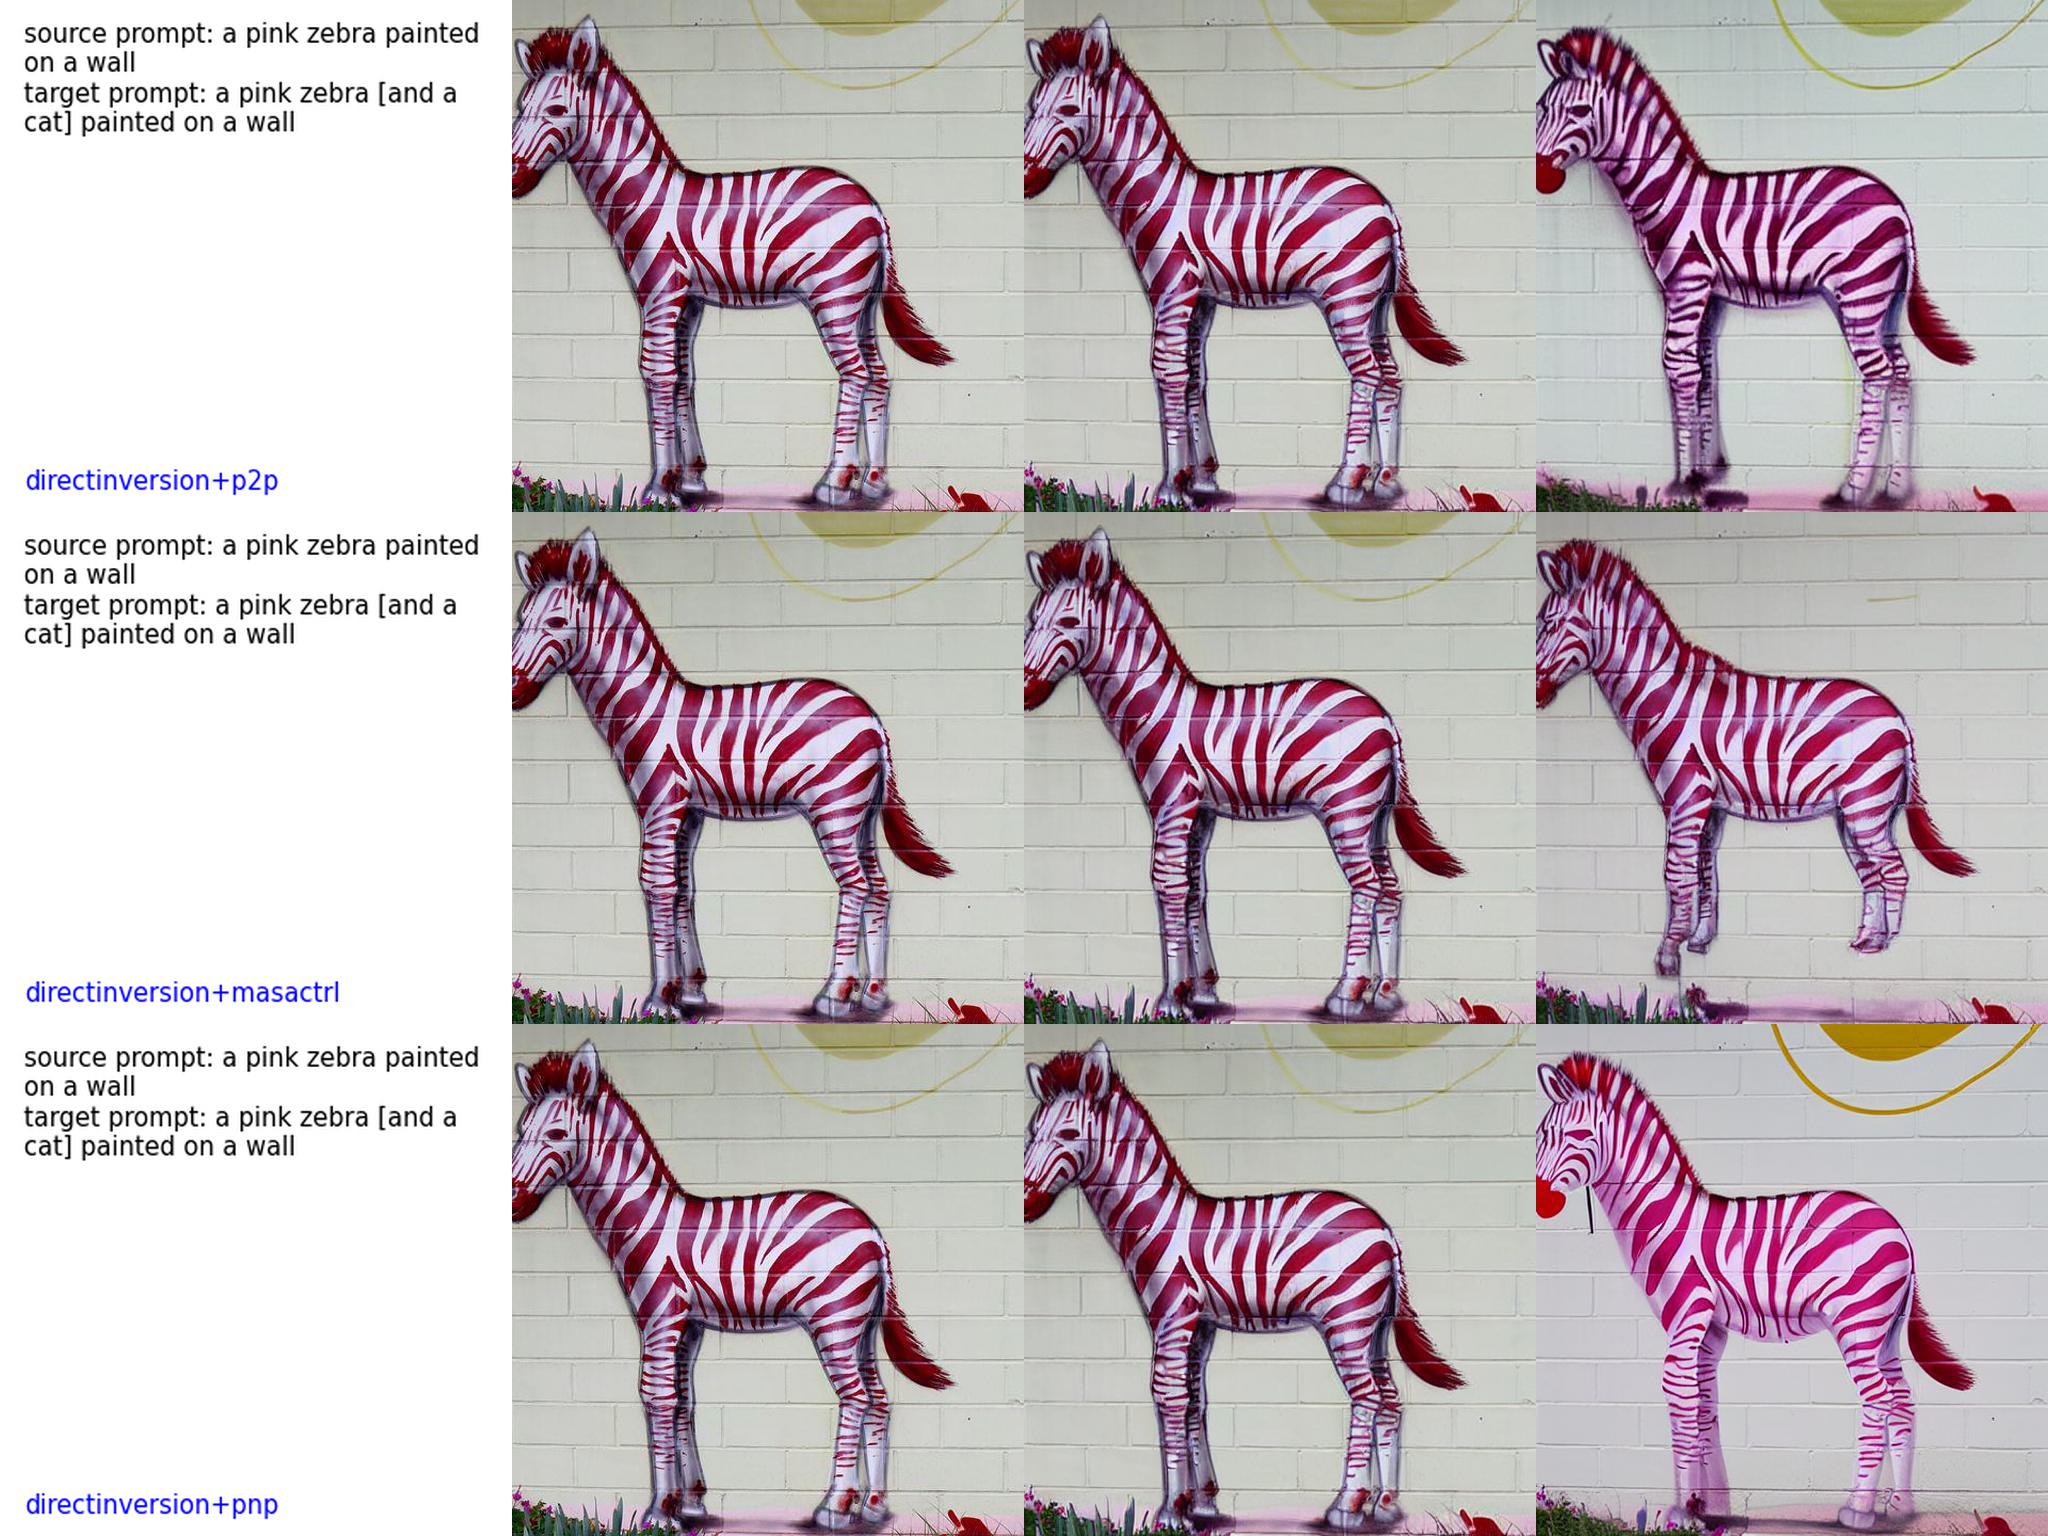 source prompt: a pink zebra painted
on a wall
target prompt: a pink zebra [and a
cat] painted on a wall
directinversion+p2p
source prompt: a pink zebra painted
on a wall
target prompt: a pink zebra [and a
cat] painted on a wall
directinversion+masactrl
source prompt: a pink zebra painted
on a wall
target prompt: a pink zebra [and a
cat] painted on a wall
directinversion+pnp